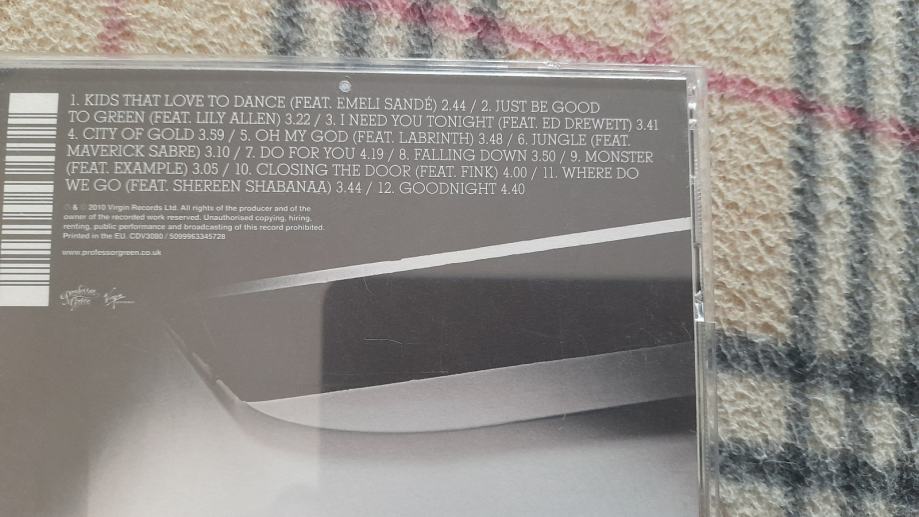 1. KIDS THAT LOVE TO DANCE (FEAT. EMELI SANDÉ) 2.44 / 2. JUST BE GOOD
TO GREEN (FEAT. LILY ALLEN) 3.22 / 3. I NEED YOU TONIGHT (FEAT. ED DREWETT) 3.41
4. CITY OF GOLD 3.59 / 5. OH MY GOD (FEAT. LABRINTH) 3.48 / 6. JUNGLE (FEAT.
MAVERICK SABRE) 3.10 / 7. DO FOR YOU 4.19 / 8. FALLING DOWN 3.50 / 9. MONSTER
(FEAT. EXAMPLE) 3.05 / 10. CLOSING THE DOOR (FEAT. FINK) 4.00 / 11. WHERE DO
WE GO (FEAT. SHEREEN SHABANAA) 3.44 / 12. GOODNIGHT 4.40
℗ & © 2010 Virgin Records Ltd. All rights of the producer and of the
owner of the recorded work reserved. Unauthorised copying, hiring,
renting, public performance and broadcasting of this record prohibited.
Printed in the EU. CDV3080 / 5099963345728
www.professorgreen.co.uk
Virgin